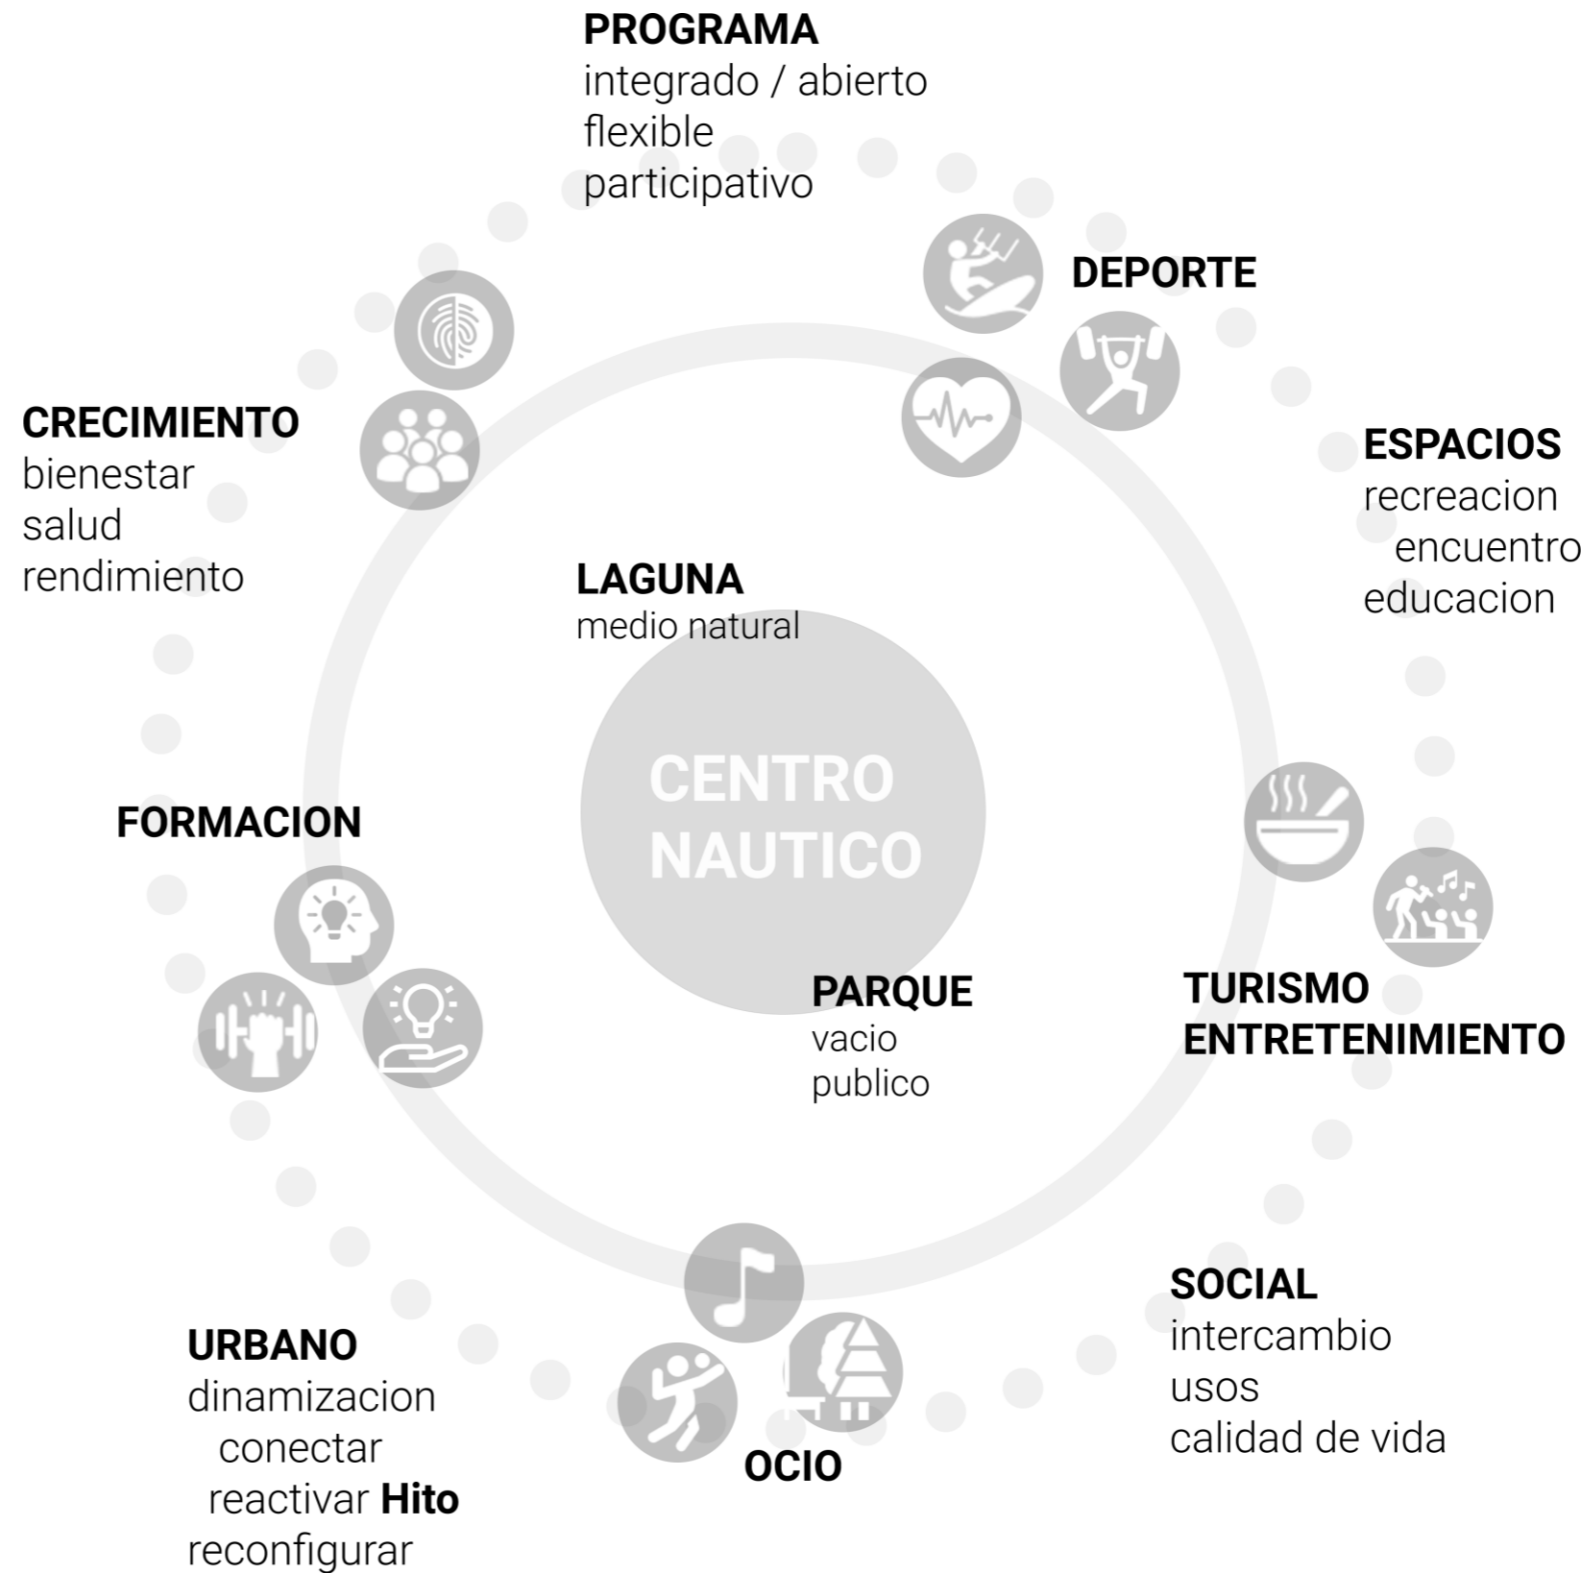 PROGRAMA
integrado / abierto
flexible
participativo
DEPORTE
CRECIMIENTO
bienestar
salud
rendimiento
ESPACIOS
recreacion
encuentro
educacion
LAGUNA
medio natural
CENTRO
NAUTICO
FORMACION
PARQUE
vacio
publico
TURISMO
ENTRETENIMIENTO
URBANO
dinamizacion
conectar
reactivar Hito
reconfigurar
OCIO
SOCIAL
intercambio
usos
calidad de vida